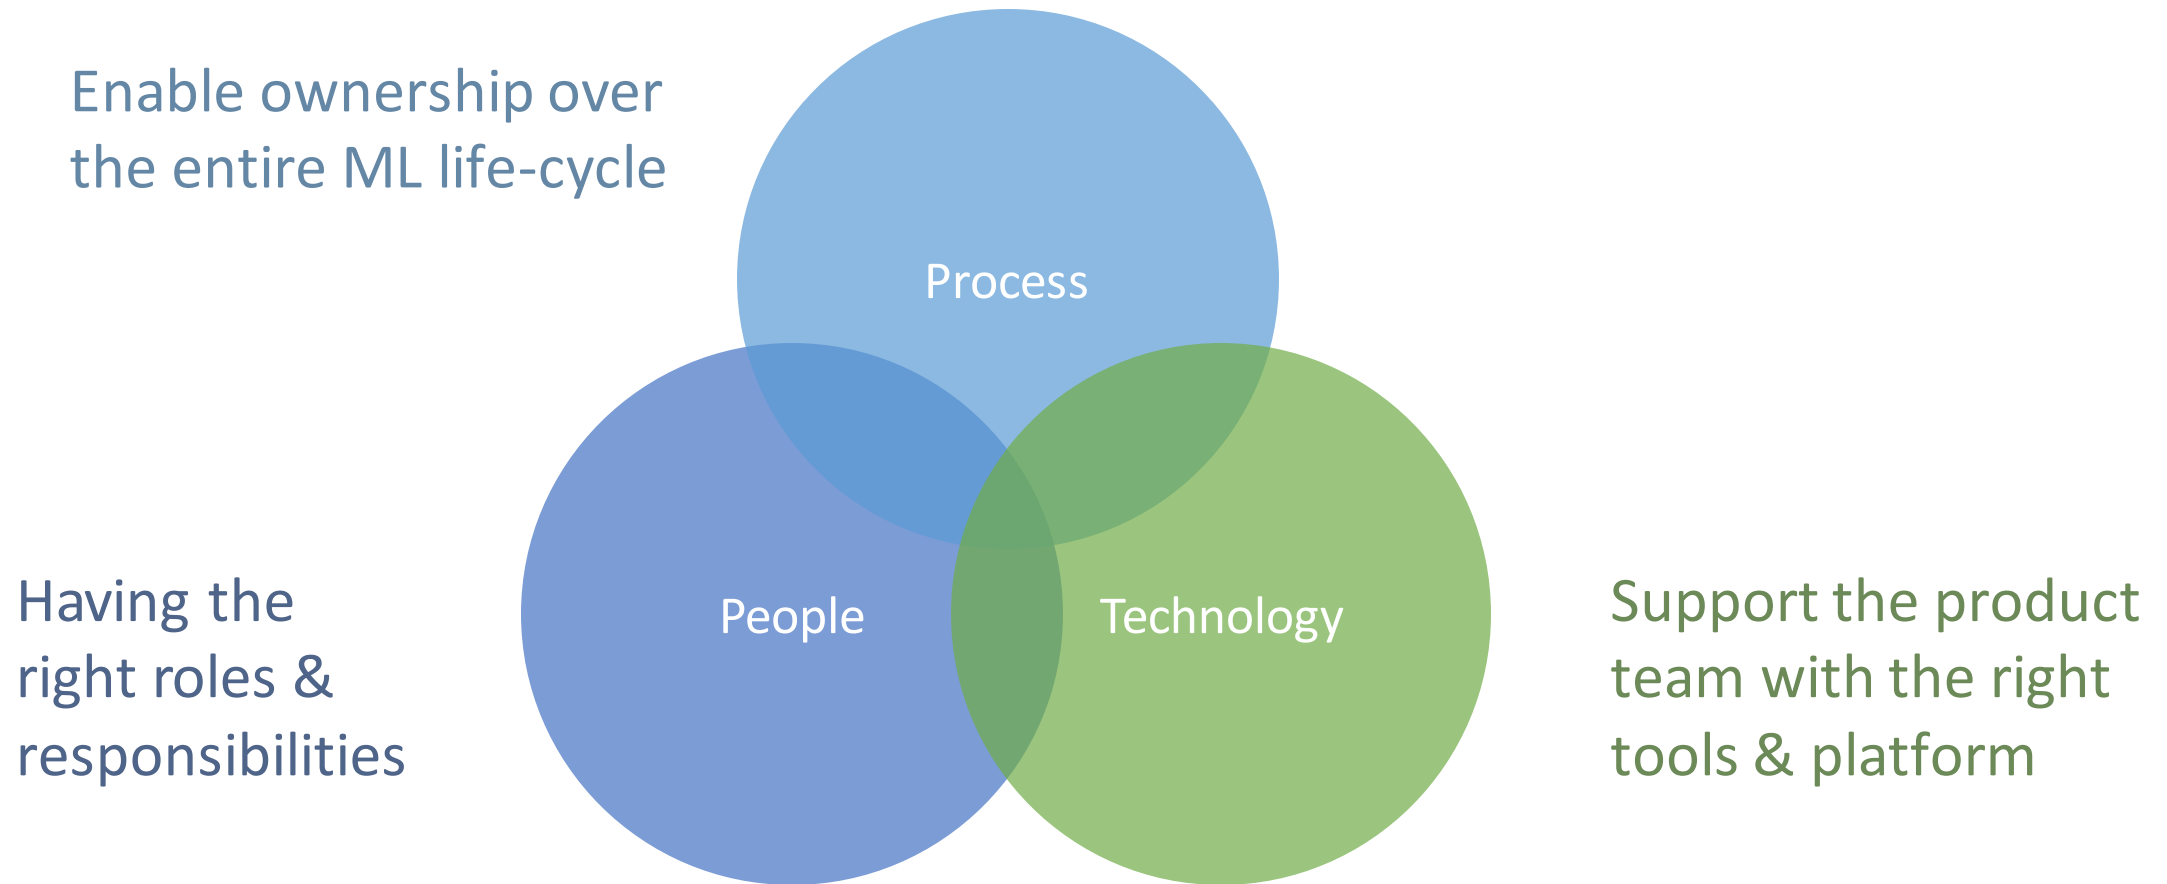 Enable ownership over
the entire ML life-cycle
Process
Having the
right roles &
responsibilities
People
Technology
Support the product
team with the right
tools & platform